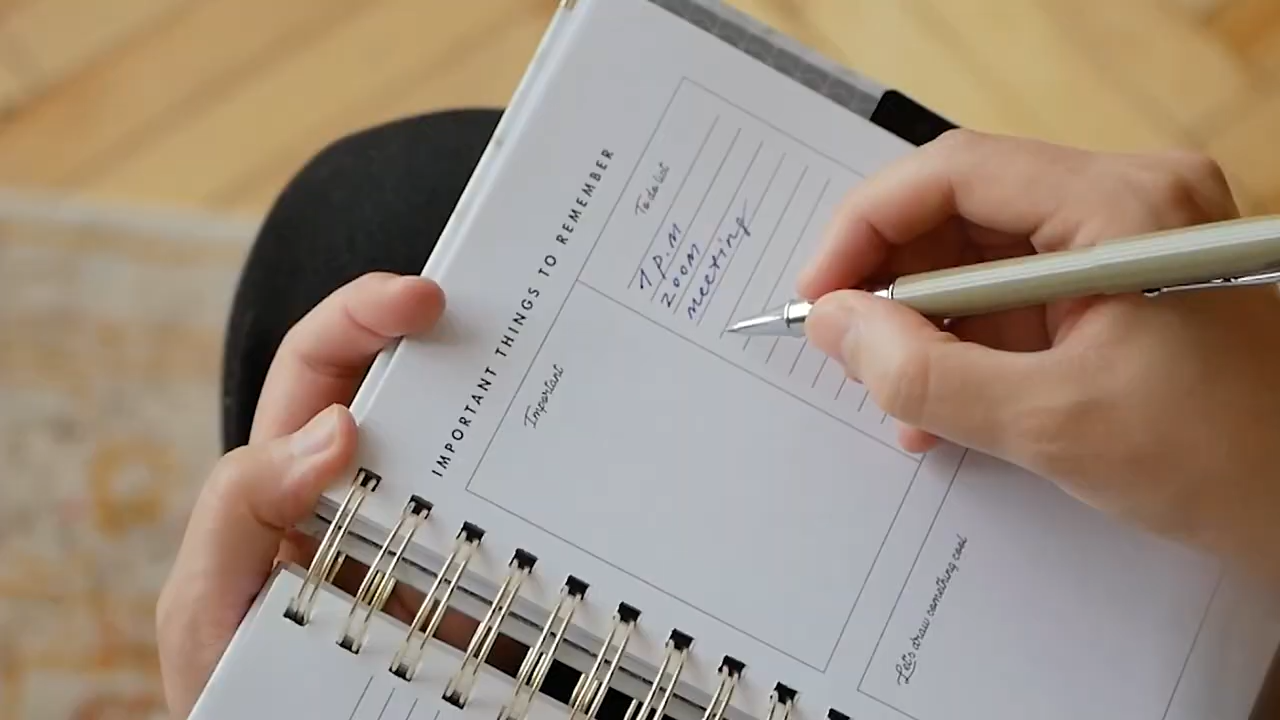 IMPORTANT THINGS TO REMEMBER
To do list
1 P.M
ZOOM
meeting
Important
Let's draw something cool